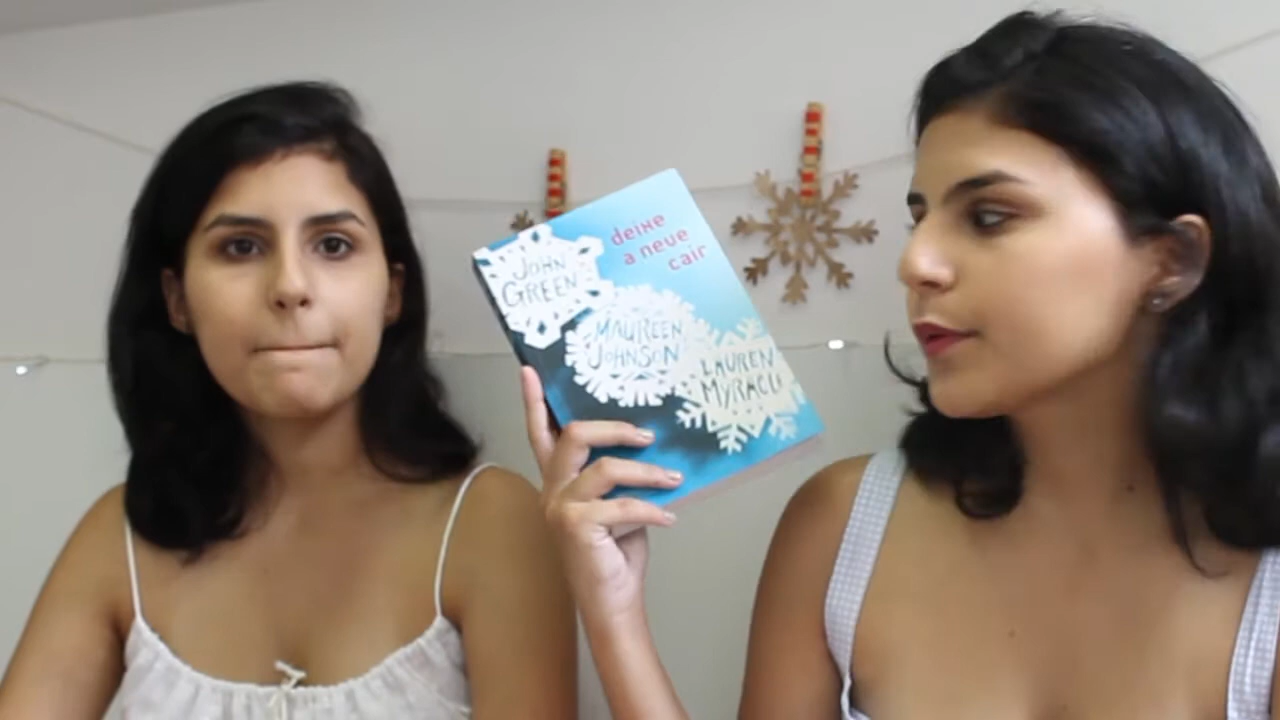 deixe
a neve
cair
JOHN
GREEN
MAUREEN
JOHNSON
LAUREN
MYRACLE